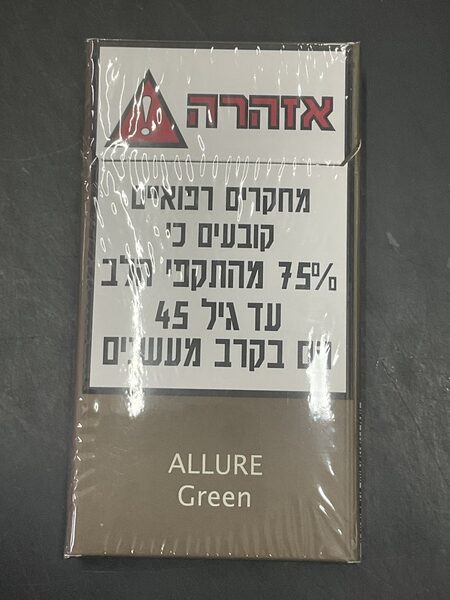 אזהרה
מחקרים רפואיים
קובעים כי
75% מהתקפי הלב
עד גיל 45
הם בקרב מעשנים
ALLURE
Green